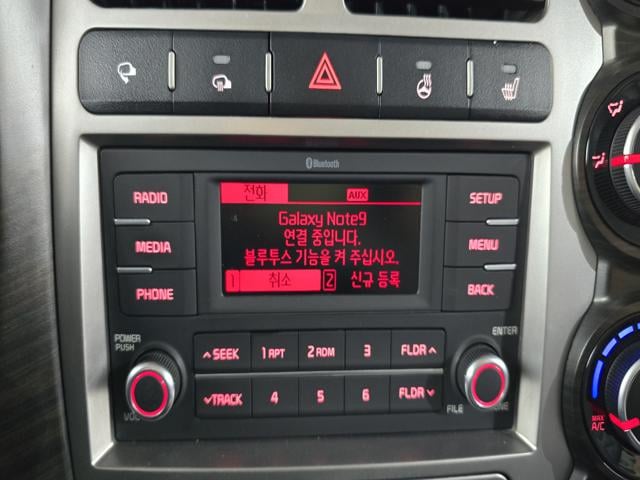 Bluetooth
RADIO
MEDIA
PHONE
전화
AUX
Galaxy Note9
연결 중입니다.
블루투스 기능을 켜 주십시오.
1 취소 2 신규 등록
SETUP
MENU
BACK
POWER
PUSH
VOL
∧SEEK 1 RPT 2 RDM 3 FLDR∧
∨TRACK 4 5 6 FLDR∨
ENTER
FILE
TUNE
MAX
A/C